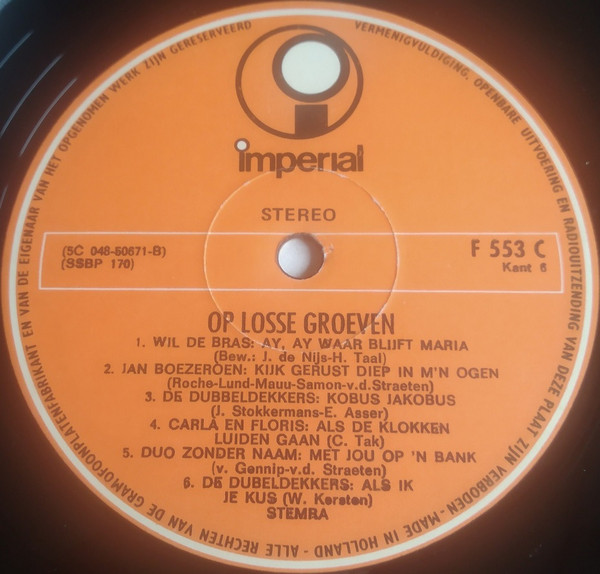 imperial
STEREO
(5C 048-50671-B)
(SSBP 170)
F 553 C
Kant 6
OP LOSSE GROEVEN
1. WIL DE BRAS: AY, AY WAAR BLIJFT MARIA
(Bew.: J. de Nijs-H. Taal)
2. JAN BOEZEROEN: KIJK GERUST DIEP IN M'N OGEN
(Roche-Lund-Mauu-Samon-v.d.Straeten)
3. DE DUBBELDEKKERS: KOBUS JAKOBUS
(J. Stokkermans-E. Asser)
4. CARLA EN FLORIS: ALS DE KLOKKEN
LUIDEN GAAN (C. Tak)
5. DUO ZONDER NAAM: MET JOU OP 'N BANK
(v. Gennip-v.d. Straeten)
6. DE DUBELDEKKERS: ALS IK
JE KUS (W. Kersten)
STEMRA
ALLE RECHTEN VAN DE GRAMOFOONPLATENFABRIKANT EN VAN DE EIGENAAR VAN HET OPGENOMEN WERK ZIJN GERESERVEERD
VERMENIGVULDIGING, OPENBARE UITVOERING EN RADIOUITZENDING VAN DEZE PLAAT ZIJN VERBODEN - MADE IN HOLLAND -